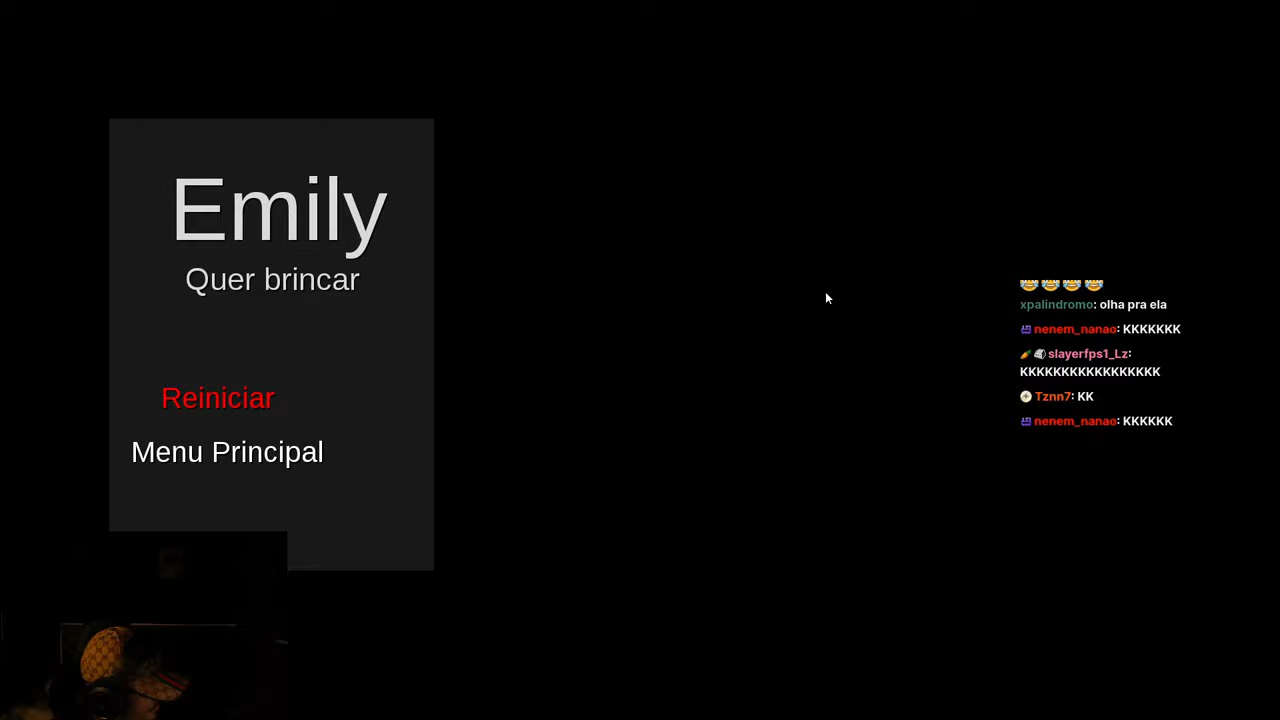 Emily
Quer brincar
Reiniciar
Menu Principal
xpalindromo: olha pra ela
nenem_nanao: KKKKKKK
slayerfps1_Lz:
KKKKKKKKKKKKKKKKK
Tznn7: KK
nenem_nanao: KKKKKK